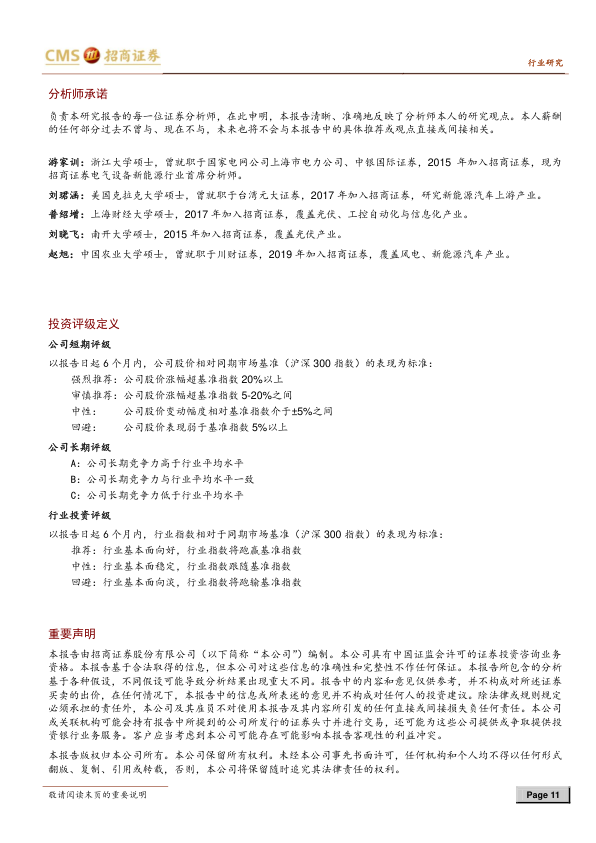 CMS 招商证券
行业研究
分析师承诺
负责本研究报告的每一位证券分析师，在此申明，本报告清晰、准确地反映了分析师本人的研究观点。本人薪酬
的任何部分过去不曾与、现在不与，未来也将不会与本报告中的具体推荐或观点直接或间接相关。
游家训：浙江大学硕士，曾就职于国家电网公司上海市电力公司、中银国际证券，2015 年加入招商证券，现为
招商证券电气设备新能源行业首席分析师。
刘珺涵：美国克拉克大学硕士，曾就职于台湾元大证券，2017 年加入招商证券，研究新能源汽车上游产业。
普绍增：上海财经大学硕士，2017 年加入招商证券，覆盖光伏、工控自动化与信息化产业。
刘晓飞：南开大学硕士，2015 年加入招商证券，覆盖光伏产业。
赵旭：中国农业大学硕士，曾就职于川财证券，2019 年加入招商证券，覆盖风电、新能源汽车产业。
投资评级定义
公司短期评级
以报告日起 6 个月内，公司股价相对同期市场基准（沪深 300 指数）的表现为标准：
强烈推荐：公司股价涨幅超基准指数 20%以上
审慎推荐：公司股价涨幅超基准指数 5-20%之间
中性： 公司股价变动幅度相对基准指数介于±5%之间
回避： 公司股价表现弱于基准指数 5%以上
公司长期评级
A：公司长期竞争力高于行业平均水平
B：公司长期竞争力与行业平均水平一致
C：公司长期竞争力低于行业平均水平
行业投资评级
以报告日起 6 个月内，行业指数相对于同期市场基准（沪深 300 指数）的表现为标准：
推荐：行业基本面向好，行业指数将跑赢基准指数
中性：行业基本面稳定，行业指数跟随基准指数
回避：行业基本面向淡，行业指数将跑输基准指数
重要声明
本报告由招商证券股份有限公司（以下简称“本公司”）编制。本公司具有中国证监会许可的证券投资咨询业务
资格。本报告基于合法取得的信息，但本公司对这些信息的准确性和完整性不作任何保证。本报告所包含的分析
基于各种假设，不同假设可能导致分析结果出现重大不同。报告中的内容和意见仅供参考，并不构成对所述证券
买卖的出价，在任何情况下，本报告中的信息或所表述的意见并不构成对任何人的投资建议。除法律或规则规定
必须承担的责任外，本公司及其雇员不对使用本报告及其内容所引发的任何直接或间接损失负任何责任。本公司
或关联机构可能会持有报告中所提到的公司所发行的证券头寸并进行交易，还可能为这些公司提供或争取提供投
资银行业务服务。客户应当考虑到本公司可能存在可能影响本报告客观性的利益冲突。
本报告版权归本公司所有。本公司保留所有权利。未经本公司事先书面许可，任何机构和个人均不得以任何形式
翻版、复制、引用或转载，否则，本公司将保留随时追究其法律责任的权利。
敬请阅读末页的重要说明
Page 11